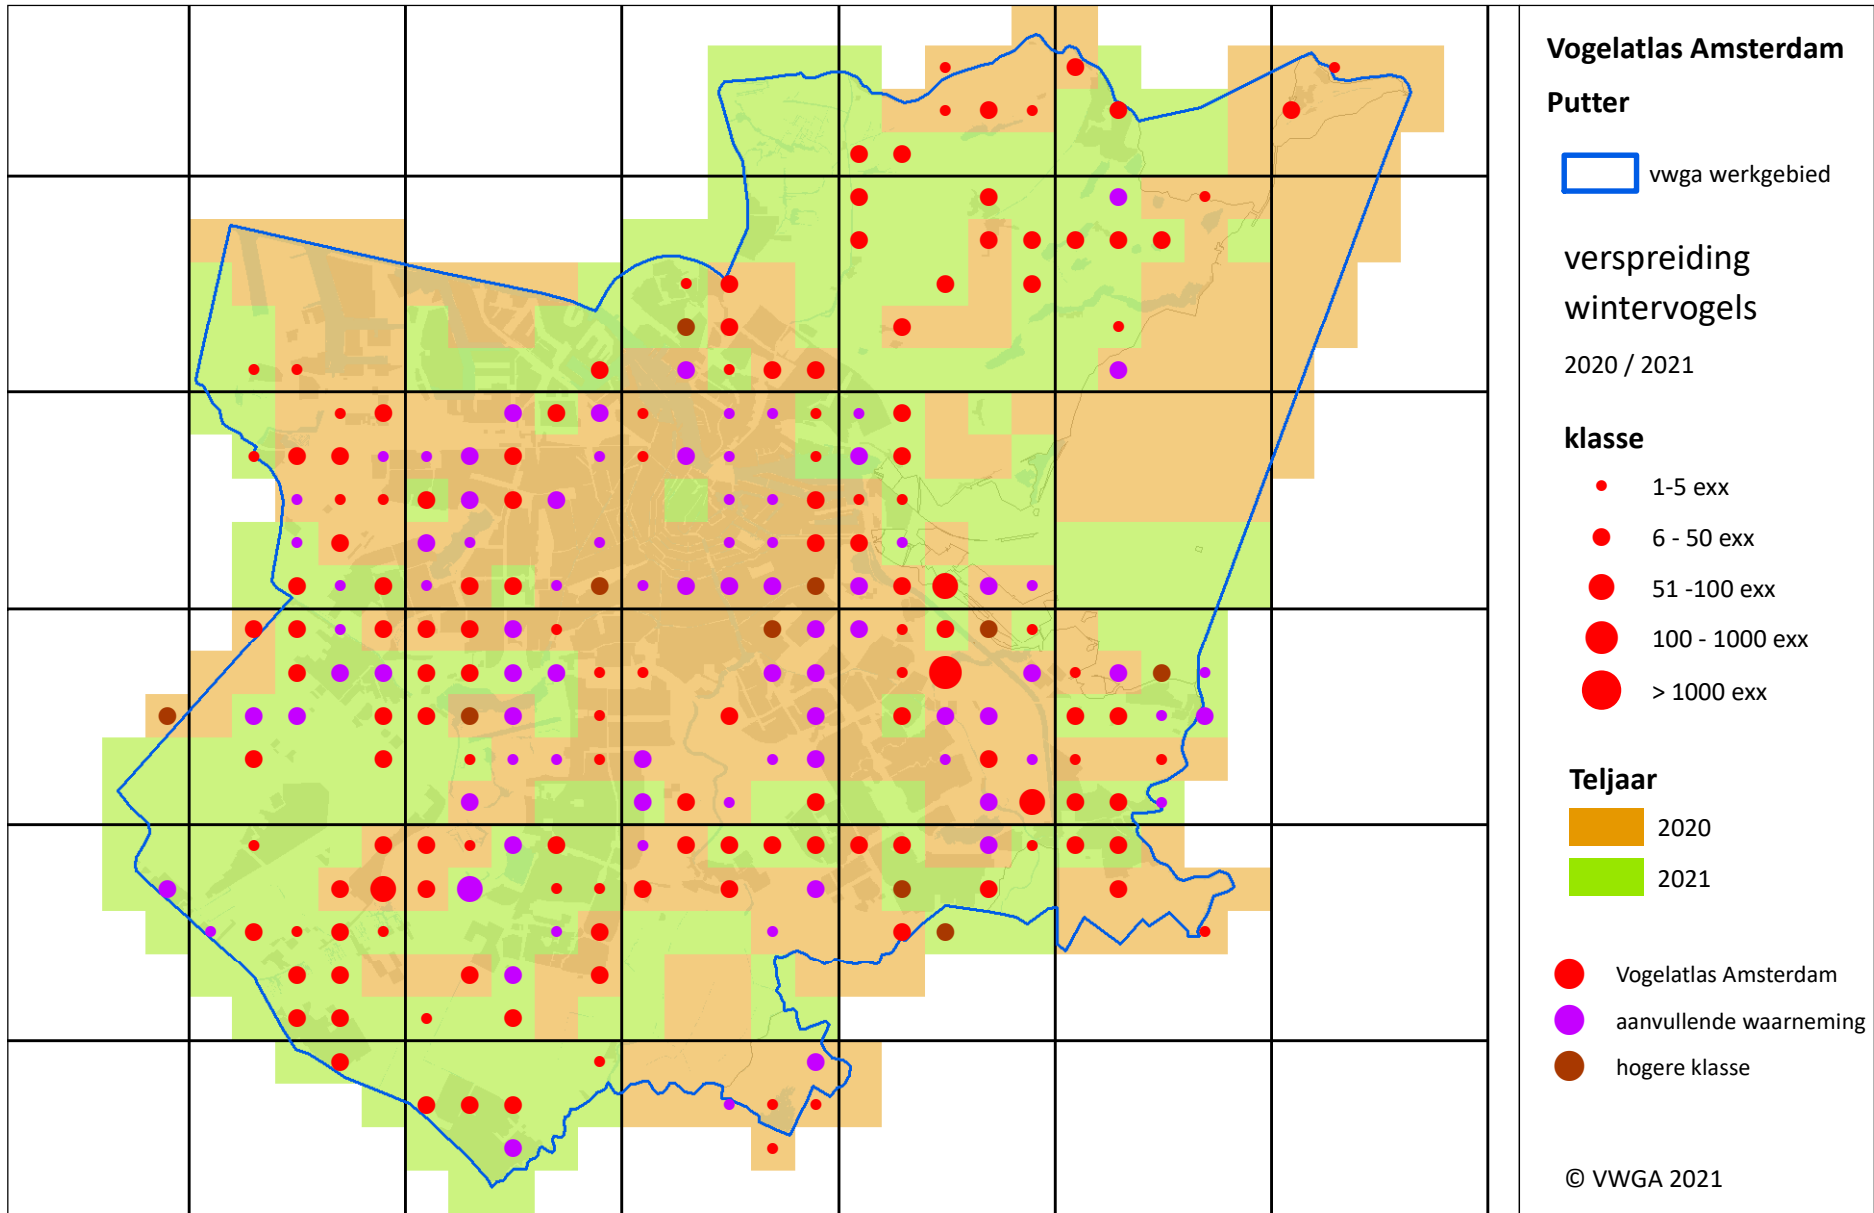 Vogelatlas Amsterdam
Putter
vwga werkgebied
verspreiding
wintervogels
2020 / 2021
klasse
1-5 exx
6 - 50 exx
51 -100 exx
100 - 1000 exx
> 1000 exx
Teljaar
2020
2021
Vogelatlas Amsterdam
aanvullende waarneming
hogere klasse
© VWGA 2021